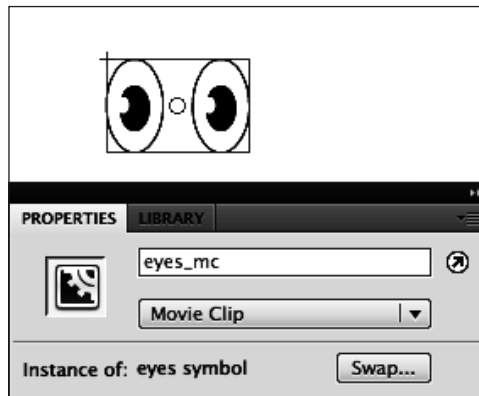 PROPERTIES LIBRARY
eyes_mc
Movie Clip
Instance of: eyes symbol Swap...